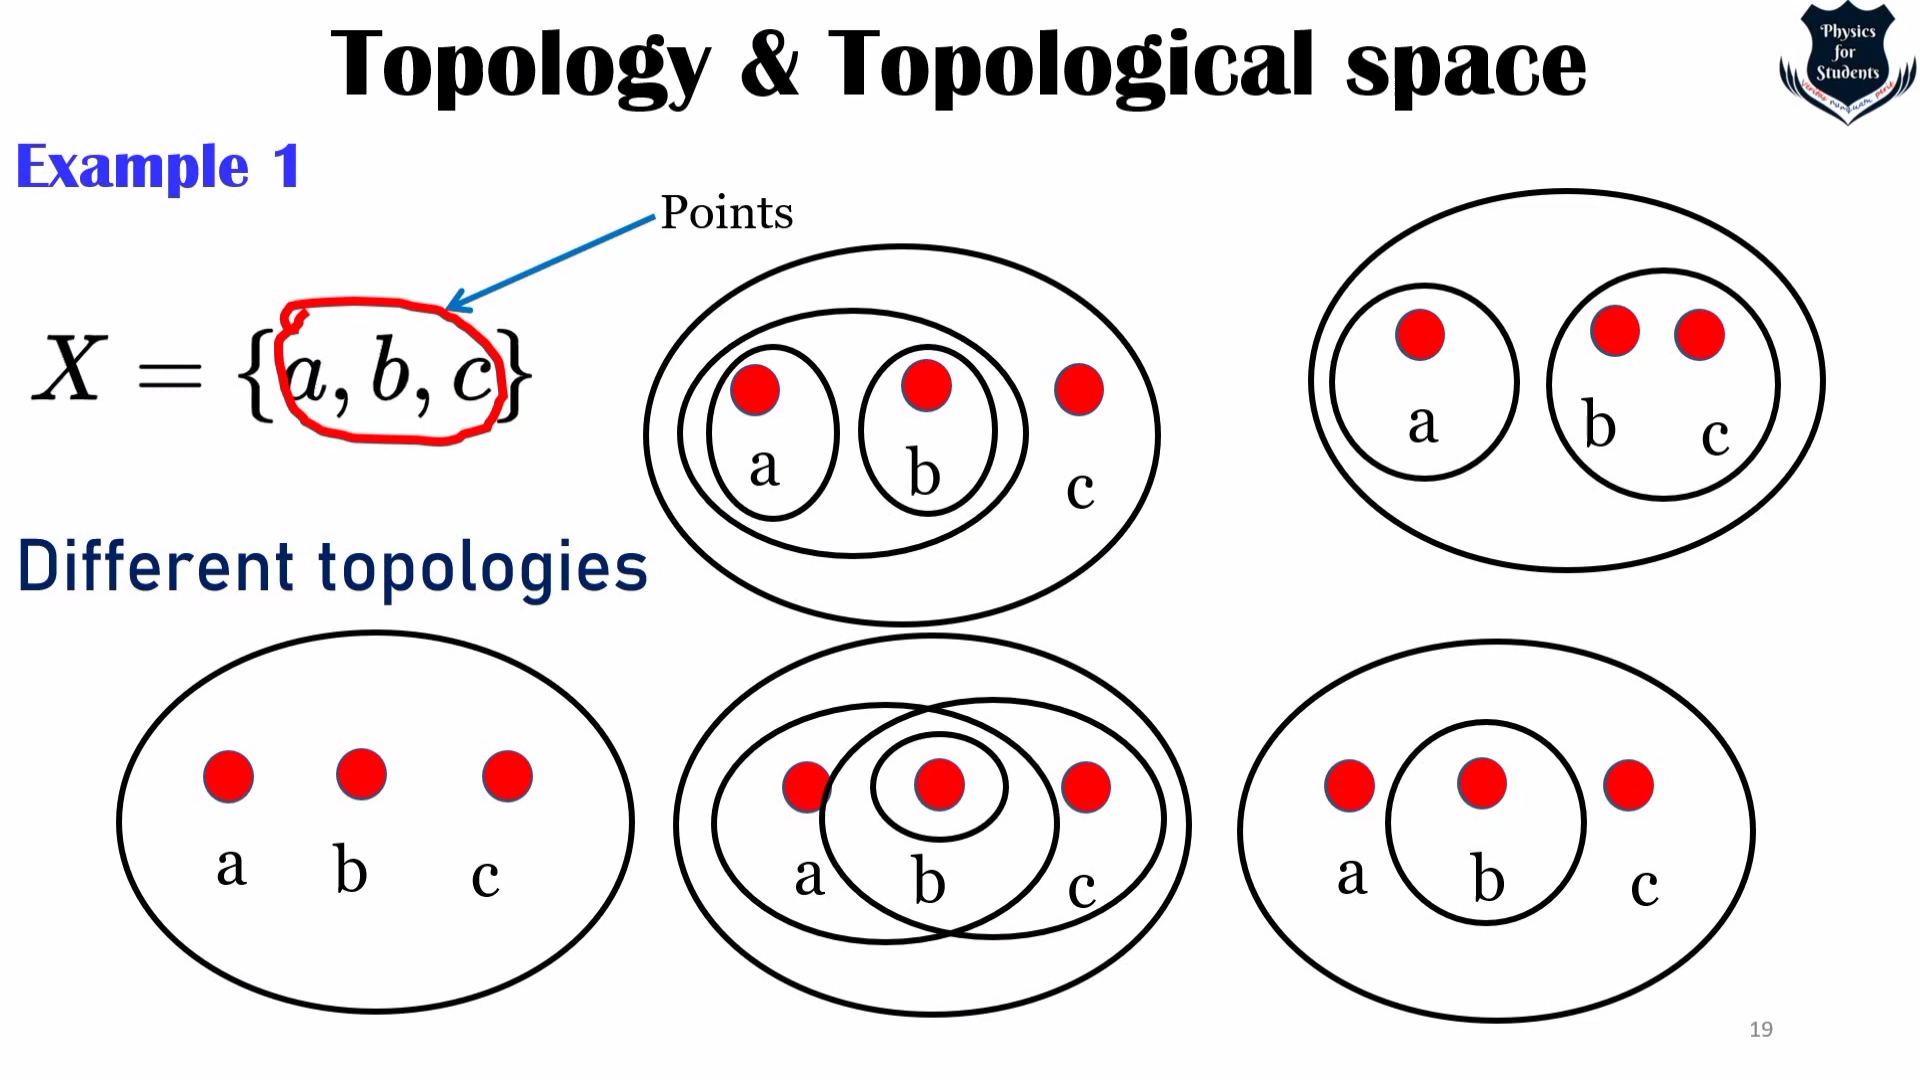 Topology & Topological space
Physics
for
Students
Example 1
Points
X = {a, b, c}
a b c
a b c
Different topologies
a b c
a b c
a b c
19